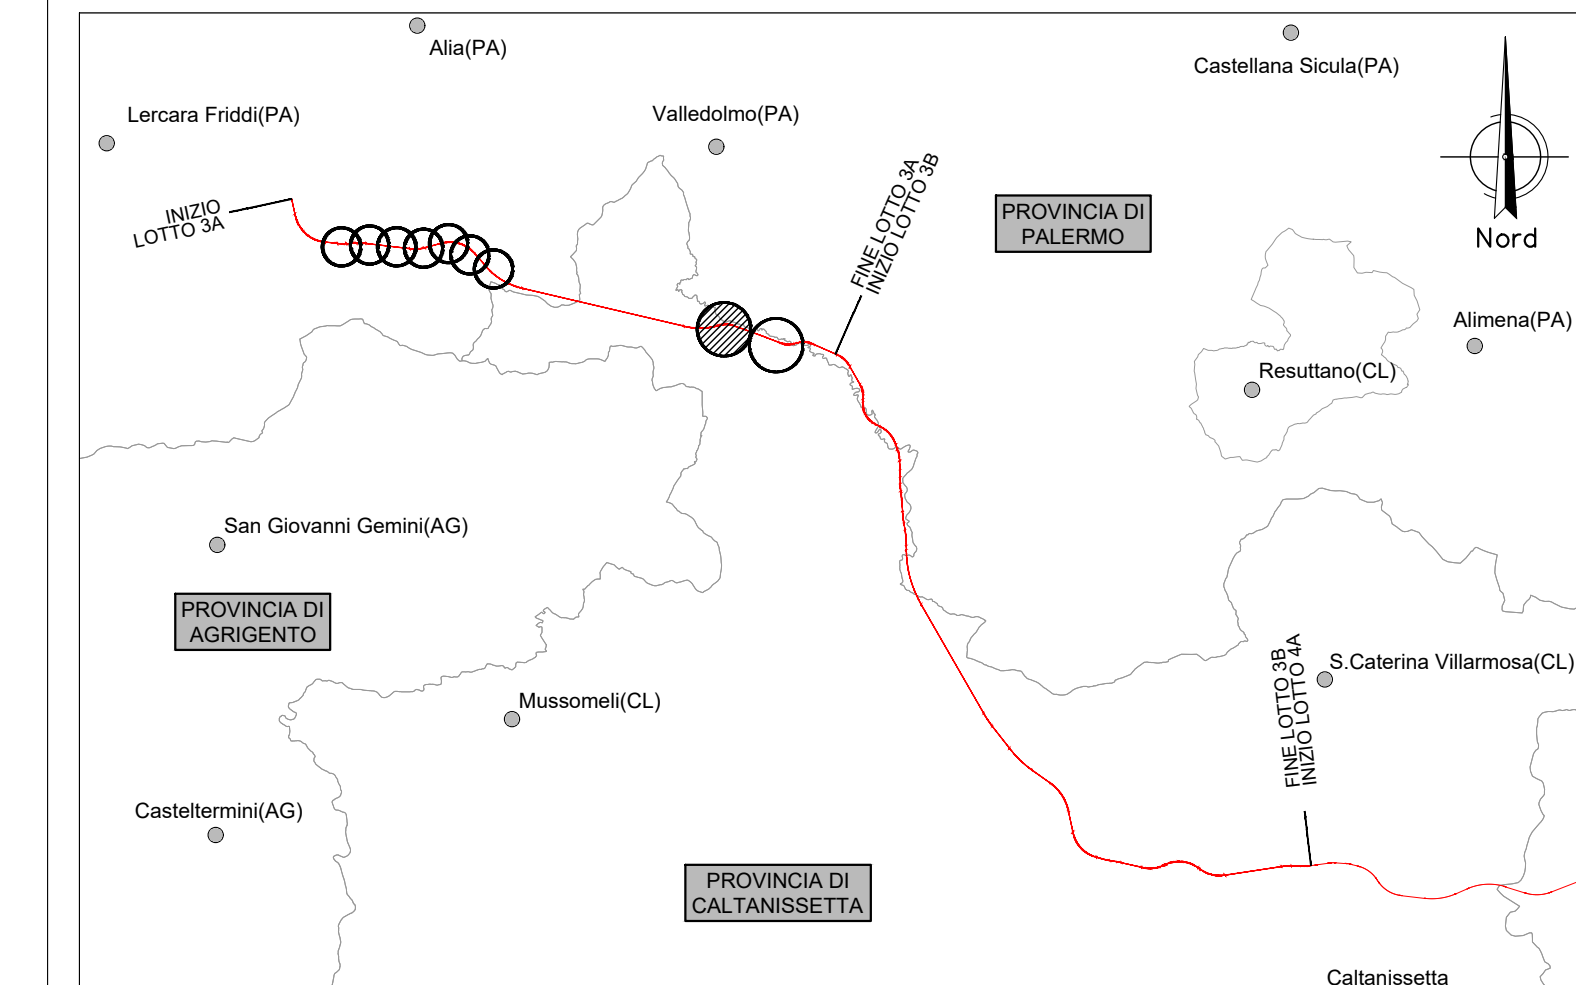 Alia(PA)
Castellana Sicula(PA)
Lercara Friddi(PA)
Valledolmo(PA)
INIZIO
LOTTO 3A
FINE LOTTO 3A
INIZIO LOTTO 3B
PROVINCIA DI
PALERMO
Nord
Alimena(PA)
Resuttano(CL)
San Giovanni Gemini(AG)
PROVINCIA DI
AGRIGENTO
Mussomeli(CL)
FINE LOTTO 3B
INIZIO LOTTO 4A
S.Caterina Villarmosa(CL)
Casteltermini(AG)
PROVINCIA DI
CALTANISSETTA
Caltanissetta